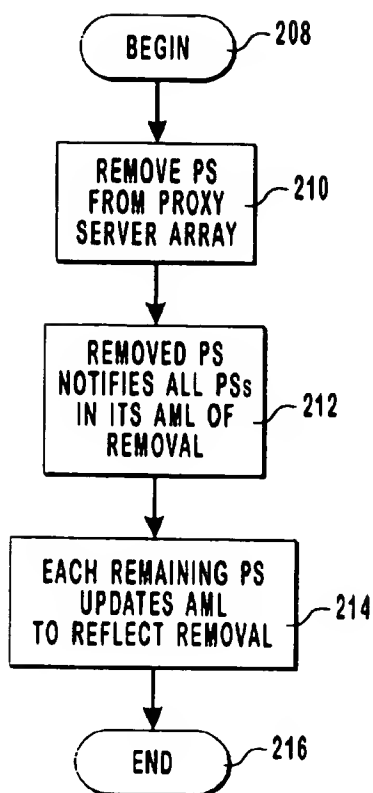 BEGIN
208
REMOVE PS
FROM PROXY
SERVER ARRAY
210
REMOVED PS
NOTIFIES ALL PSs
IN ITS AML OF
REMOVAL
212
EACH REMAINING PS
UPDATES AML
TO REFLECT REMOVAL
214
END
216